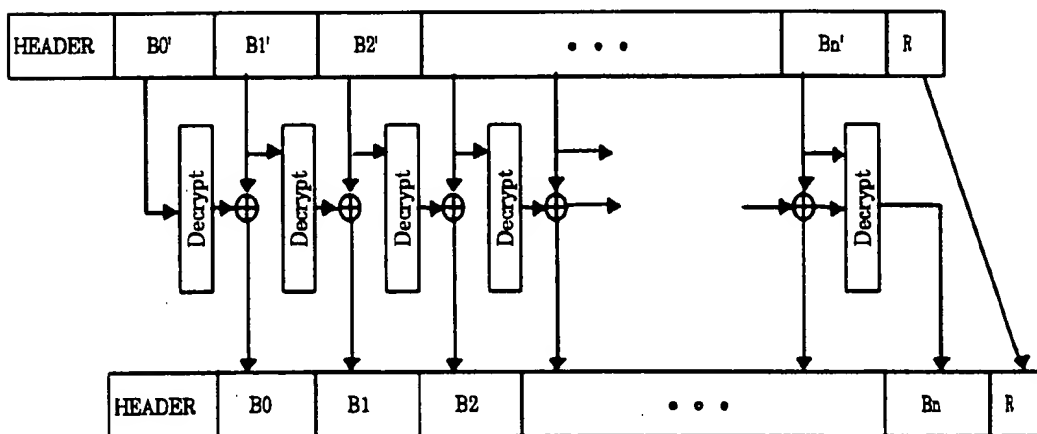 HEADER B0' B1' B2' • • • Bn' R
Decrypt Decrypt Decrypt Decrypt Decrypt
HEADER B0 B1 B2 • • • Bn R